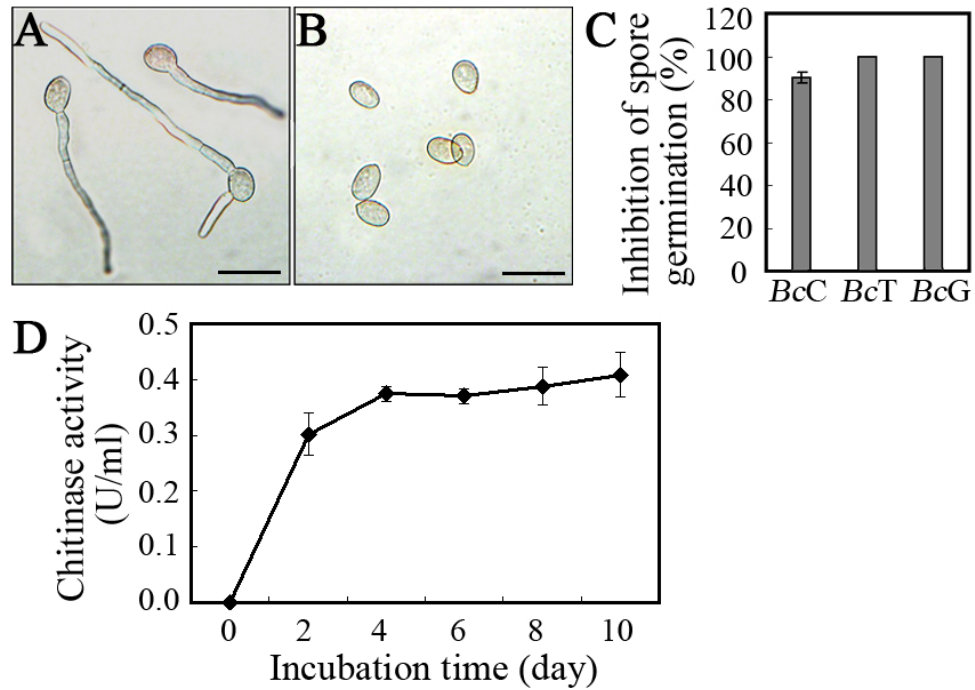 A
B
C
Inhibition of spore
germination (%)
120
100
80
60
40
20
0
BcC BcT BcG
D
Chitinase activity
(U/ml)
0.5
0.4
0.3
0.2
0.1
0.0
0 2 4 6 8 10
Incubation time (day)